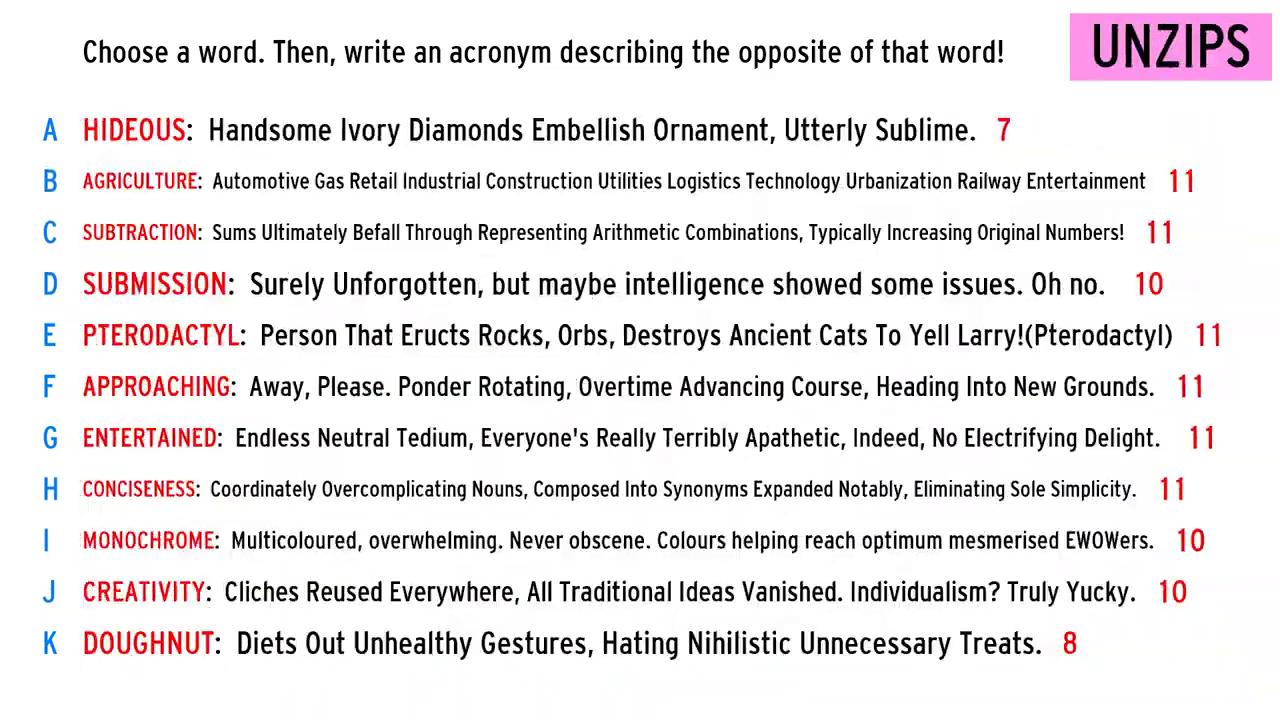 Choose a word. Then, write an acronym describing the opposite of that word!
UNZIPS
A HIDEOUS: Handsome Ivory Diamonds Embellish Ornament, Utterly Sublime. 7
B AGRICULTURE: Automotive Gas Retail Industrial Construction Utilities Logistics Technology Urbanization Railway Entertainment 11
C SUBTRACTION: Sums Ultimately Befall Through Representing Arithmetic Combinations, Typically Increasing Original Numbers! 11
D SUBMISSION: Surely Unforgotten, but maybe intelligence showed some issues. Oh no. 10
E PTERODACTYL: Person That Eructs Rocks, Orbs, Destroys Ancient Cats To Yell Larry!(Pterodactyl) 11
F APPROACHING: Away, Please. Ponder Rotating, Overtime Advancing Course, Heading Into New Grounds. 11
G ENTERTAINED: Endless Neutral Tedium, Everyone's Really Terribly Apathetic, Indeed, No Electrifying Delight. 11
H CONCISENESS: Coordinately Overcomplicating Nouns, Composed Into Synonyms Expanded Notably, Eliminating Sole Simplicity. 11
I MONOCHROME: Multicoloured, overwhelming. Never obscene. Colours helping reach optimum mesmerised EWOWers. 10
J CREATIVITY: Cliches Reused Everywhere, All Traditional Ideas Vanished. Individualism? Truly Yucky. 10
K DOUGHNUT: Diets Out Unhealthy Gestures, Hating Nihilistic Unnecessary Treats. 8